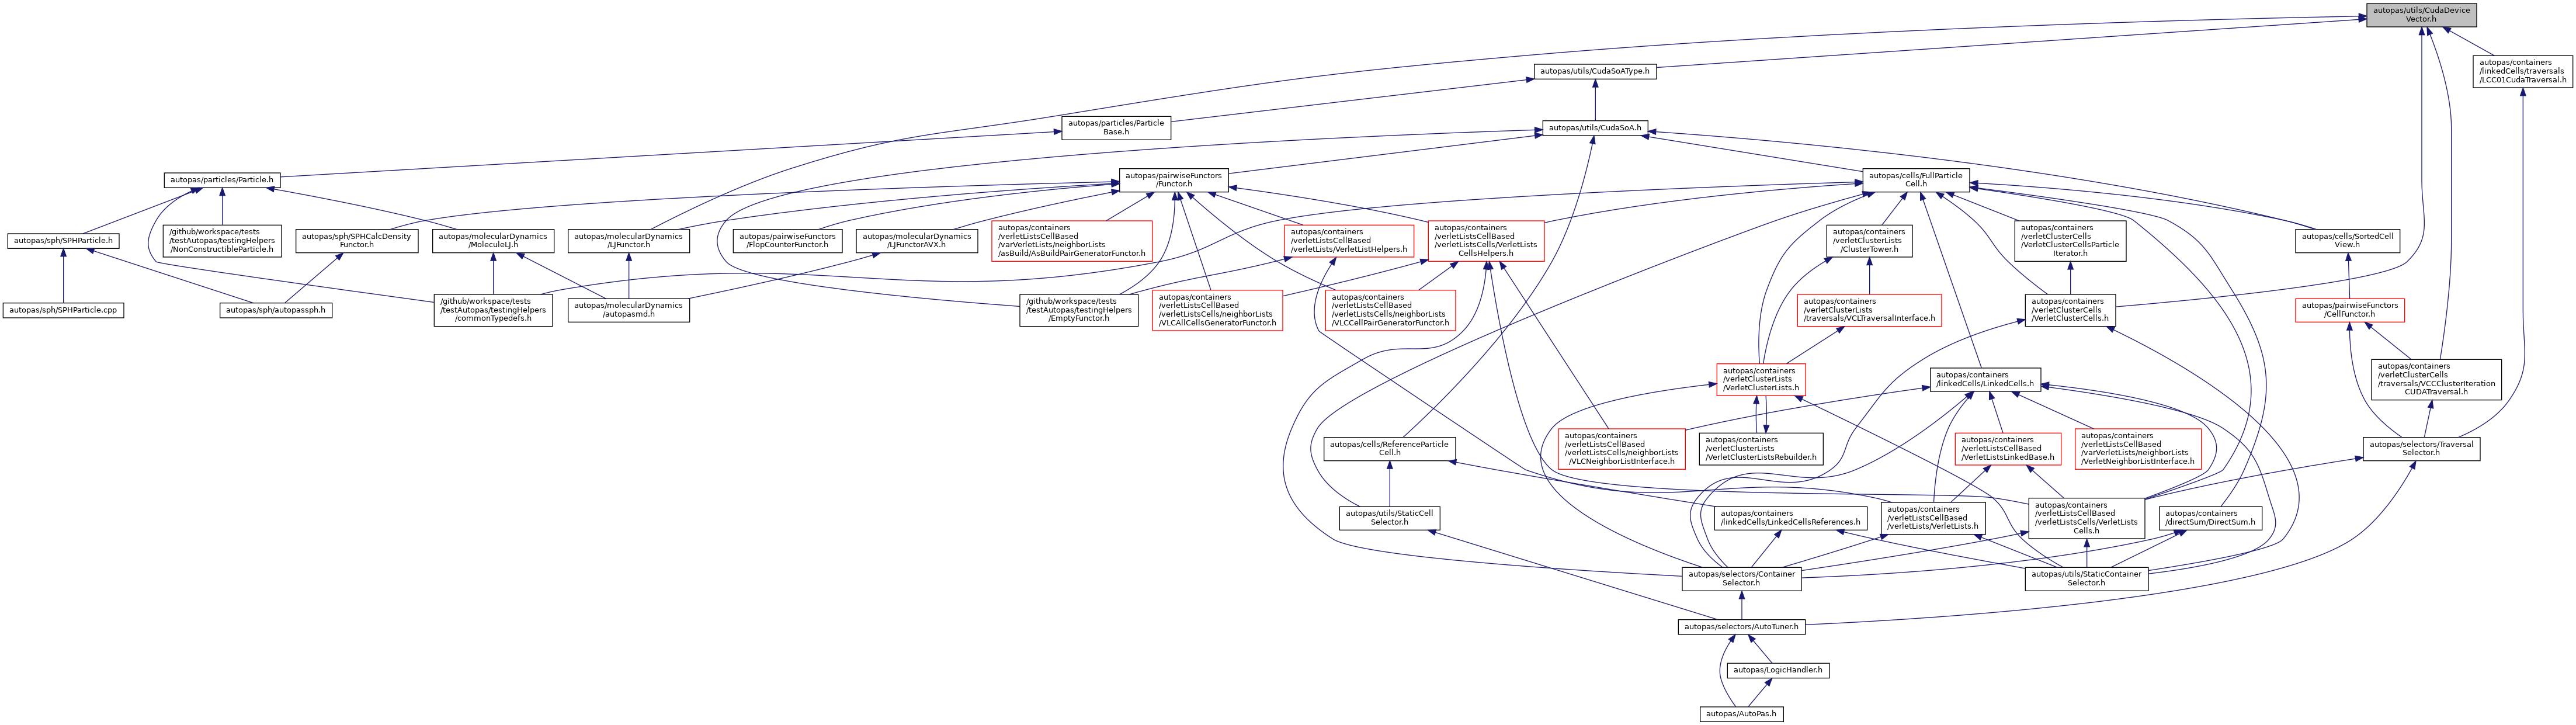 autopas/utils/CudaDevice
Vector.h
autopas/containers
/linkedCells/traversals
/LCC01CudaTraversal.h
autopas/utils/CudaSoAType.h
autopas/particles/Particle
Base.h
autopas/utils/CudaSoA.h
autopas/particles/Particle.h
autopas/pairwiseFunctors
/Functor.h
autopas/cells/FullParticle
Cell.h
autopas/sph/SPHParticle.h
/github/workspace/tests
/testAutopas/testingHelpers
/NonConstructibleParticle.h
autopas/sph/SPHCalcDensity
Functor.h
autopas/molecularDynamics
/MoleculeLJ.h
autopas/molecularDynamics
/LJFunctor.h
autopas/pairwiseFunctors
/FlopCounterFunctor.h
autopas/molecularDynamics
/LJFunctorAVX.h
autopas/containers
/verletListsCellBased
/varVerletLists/neighborLists
/asBuild/AsBuildPairGeneratorFunctor.h
autopas/containers
/verletListsCellBased
/verletLists/VerletListHelpers.h
autopas/containers
/verletListsCellBased
/verletListsCells/VerletLists
CellsHelpers.h
autopas/containers
/verletClusterLists
/ClusterTower.h
autopas/containers
/verletClusterCells
/VerletClusterCellsParticle
Iterator.h
autopas/cells/SortedCell
View.h
autopas/sph/SPHParticle.cpp
autopas/sph/autopassph.h
/github/workspace/tests
/testAutopas/testingHelpers
/commonTypedefs.h
autopas/molecularDynamics
/autopasmd.h
/github/workspace/tests
/testAutopas/testingHelpers
/EmptyFunctor.h
autopas/containers
/verletListsCellBased
/verletListsCells/neighborLists
/VLCAllCellsGeneratorFunctor.h
autopas/containers
/verletListsCellBased
/verletListsCells/neighborLists
/VLCCellPairGeneratorFunctor.h
autopas/containers
/verletClusterLists
/traversals/VCLTraversalInterface.h
autopas/containers
/verletClusterCells
/VerletClusterCells.h
autopas/pairwiseFunctors
/CellFunctor.h
autopas/containers
/verletClusterLists
/VerletClusterLists.h
autopas/containers
/linkedCells/LinkedCells.h
autopas/containers
/verletClusterCells
/traversals/VCCClusterIteration
CUDATraversal.h
autopas/cells/ReferenceParticle
Cell.h
autopas/containers
/verletListsCellBased
/verletListsCells/neighborLists
/VLCNeighborListInterface.h
autopas/containers
/verletClusterLists
/VerletClusterListsRebuilder.h
autopas/containers
/verletListsCellBased
/VerletListsLinkedBase.h
autopas/containers
/verletListsCellBased
/varVerletLists/neighborLists
/VerletNeighborListInterface.h
autopas/selectors/Traversal
Selector.h
autopas/utils/StaticCell
Selector.h
autopas/containers
/linkedCells/LinkedCellsReferences.h
autopas/containers
/verletListsCellBased
/verletLists/VerletLists.h
autopas/containers
/verletListsCellBased
/verletListsCells/VerletLists
Cells.h
autopas/containers
/directSum/DirectSum.h
autopas/selectors/Container
Selector.h
autopas/utils/StaticContainer
Selector.h
autopas/selectors/AutoTuner.h
autopas/LogicHandler.h
autopas/AutoPas.h